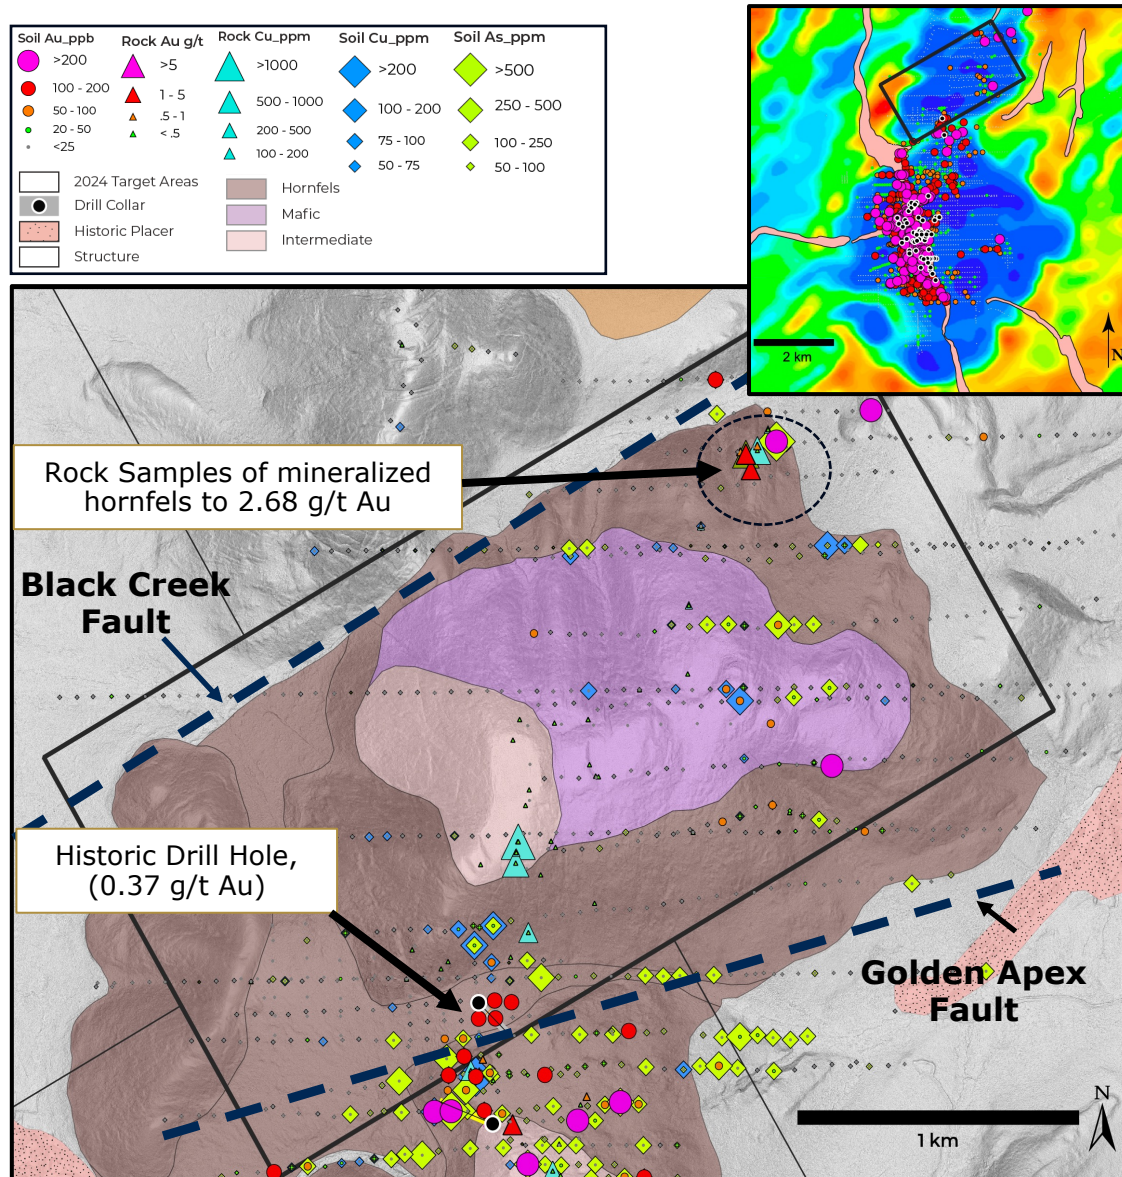 Soil Au_ppb
>200
100 - 200
50 - 100
20 - 50
<25
Rock Au g/t
>5
1 - 5
.5 - 1
< .5
Rock Cu_ppm
>1000
500 - 1000
200 - 500
100 - 200
Soil Cu_ppm
>200
100 - 200
75 - 100
50 - 75
Soil As_ppm
>500
250 - 500
100 - 250
50 - 100
2024 Target Areas
Drill Collar
Historic Placer
Structure
Hornfels
Mafic
Intermediate
2 km
N
Rock Samples of mineralized
hornfels to 2.68 g/t Au
Black Creek
Fault
Historic Drill Hole,
(0.37 g/t Au)
Golden Apex
Fault
N
1 km